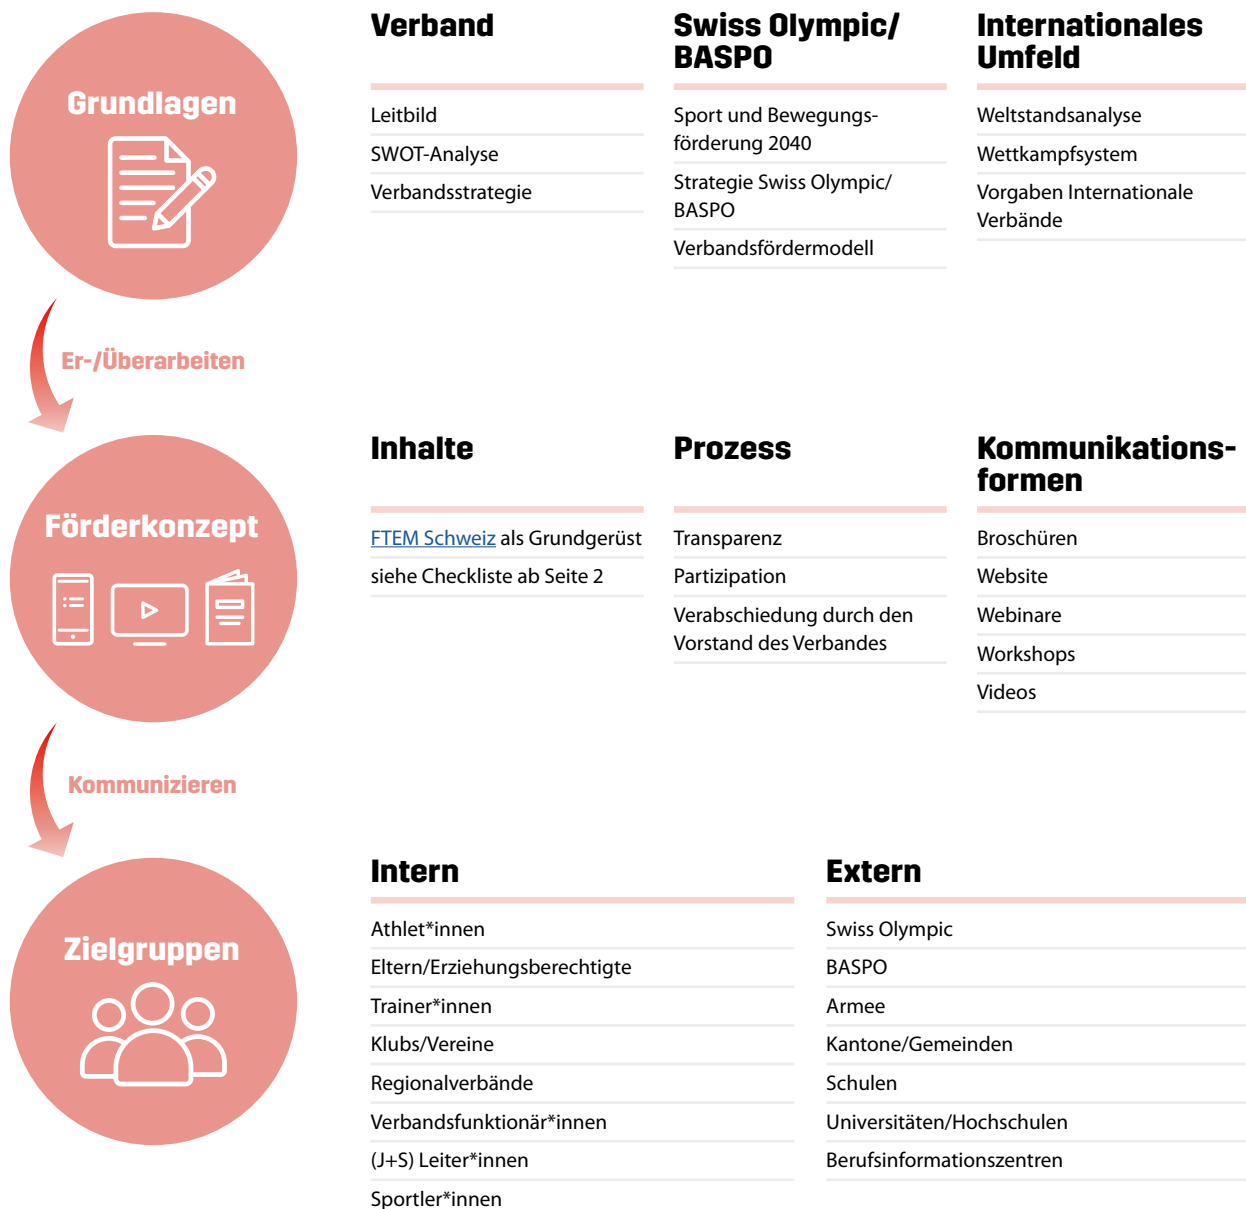 Grundlagen
Verband
Leitbild
SWOT-Analyse
Verbandsstrategie
Swiss Olympic/
BASPO
Sport und Bewegungs-
förderung 2040
Strategie Swiss Olympic/
BASPO
Verbandsfördermodell
Internationales
Umfeld
Weltstandsanalyse
Wettkampfsystem
Vorgaben Internationale
Verbände
Er-/Überarbeiten
Förderkonzept
Inhalte
FTEM Schweiz als Grundgerüst
siehe Checkliste ab Seite 2
Prozess
Transparenz
Partizipation
Verabschiedung durch den
Vorstand des Verbandes
Kommunikations-
formen
Broschüren
Website
Webinare
Workshops
Videos
Kommunizieren
Zielgruppen
Intern
Athlet*innen
Eltern/Erziehungsberechtigte
Trainer*innen
Klubs/Vereine
Regionalverbände
Verbandsfunktionär*innen
(J+S) Leiter*innen
Sportler*innen
Extern
Swiss Olympic
BASPO
Armee
Kantone/Gemeinden
Schulen
Universitäten/Hochschulen
Berufsinformationszentren